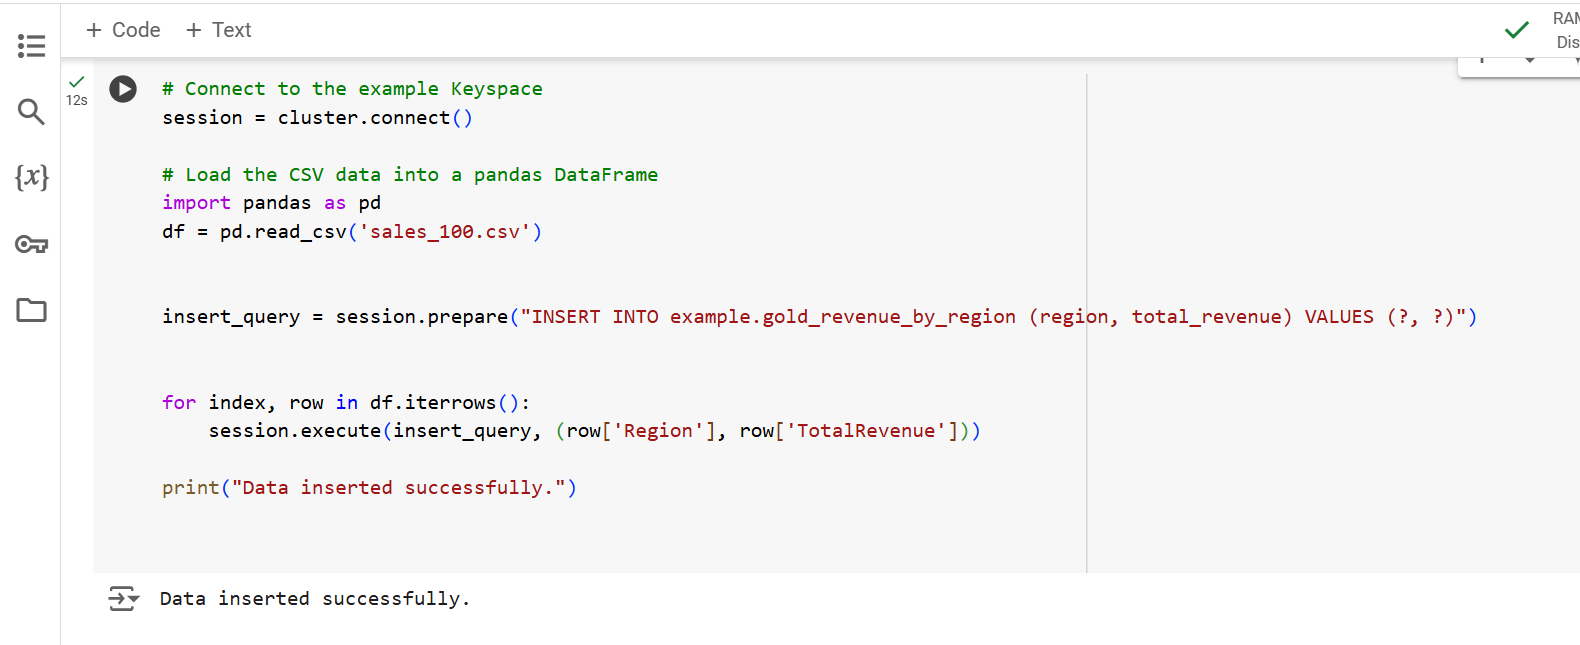 + Code + Text
RAM
Dis
12s
# Connect to the example Keyspace
session = cluster.connect()
# Load the CSV data into a pandas DataFrame
import pandas as pd
df = pd.read_csv('sales_100.csv')
insert_query = session.prepare("INSERT INTO example.gold_revenue_by_region (region, total_revenue) VALUES (?, ?)")
for index, row in df.iterrows():
    session.execute(insert_query, (row['Region'], row['TotalRevenue']))
print("Data inserted successfully.")
Data inserted successfully.
{x}